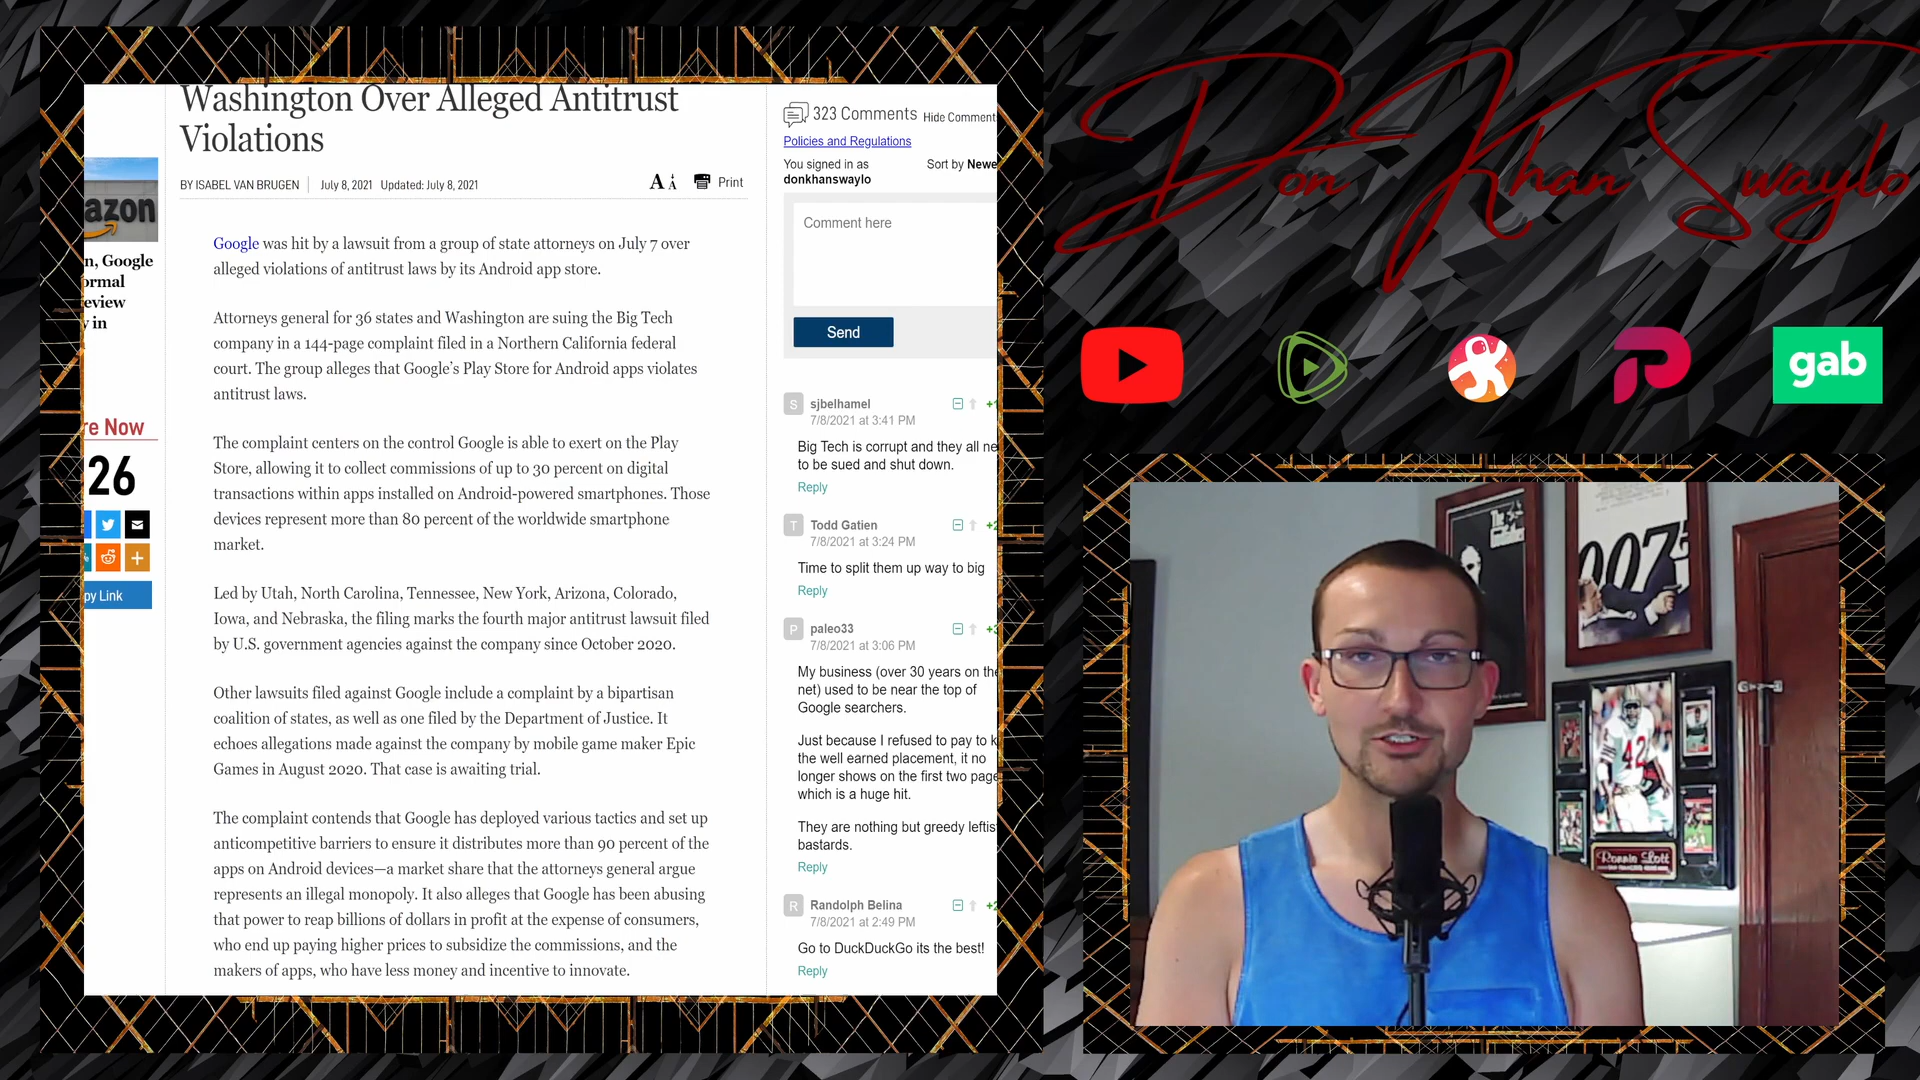 Washington Over Alleged Antitrust
Violations
BY ISABEL VAN BRUGEN
July 8, 2021 Updated: July 8, 2021
A A
Print
Google was hit by a lawsuit from a group of state attorneys on July 7 over
alleged violations of antitrust laws by its Android app store.
Attorneys general for 36 states and Washington are suing the Big Tech
company in a 144-page complaint filed in a Northern California federal
court. The group alleges that Google's Play Store for Android apps violates
antitrust laws.
The complaint centers on the control Google is able to exert on the Play
Store, allowing it to collect commissions of up to 30 percent on digital
transactions within apps installed on Android-powered smartphones. Those
devices represent more than 80 percent of the worldwide smartphone
market.
Led by Utah, North Carolina, Tennessee, New York, Arizona, Colorado,
Iowa, and Nebraska, the filing marks the fourth major antitrust lawsuit filed
by U.S. government agencies against the company since October 2020.
Other lawsuits filed against Google include a complaint by a bipartisan
coalition of states, as well as one filed by the Department of Justice. It
echoes allegations made against the company by mobile game maker Epic
Games in August 2020. That case is awaiting trial.
The complaint contends that Google has deployed various tactics and set up
anticompetitive barriers to ensure it distributes more than 90 percent of the
apps on Android devices—a market share that the attorneys general argue
represents an illegal monopoly. It also alleges that Google has been abusing
that power to reap billions of dollars in profit at the expense of consumers,
who end up paying higher prices to subsidize the commissions, and the
makers of apps, who have less money and incentive to innovate.
azon
n, Google
ormal
eview
y in
re Now
26
py Link
323 Comments Hide Comment
Policies and Regulations
You signed in as
donkhanswaylo
Sort by Newe
Comment here
Send
S sjbelhamel
+1
7/8/2021 at 3:41 PM
Big Tech is corrupt and they all ne
to be sued and shut down.
Reply
T Todd Gatien
+2
7/8/2021 at 3:24 PM
Time to split them up way to big
Reply
P paleo33
+3
7/8/2021 at 3:06 PM
My business (over 30 years on the
net) used to be near the top of
Google searchers.
Just because I refused to pay to k
the well earned placement, it no
longer shows on the first two page
which is a huge hit.
They are nothing but greedy leftis
bastards.
Reply
R Randolph Belina
+2
7/8/2021 at 2:49 PM
Go to DuckDuckGo its the best!
Reply
Don Khan Swaylo
gab
007
42
Ronnie Lott